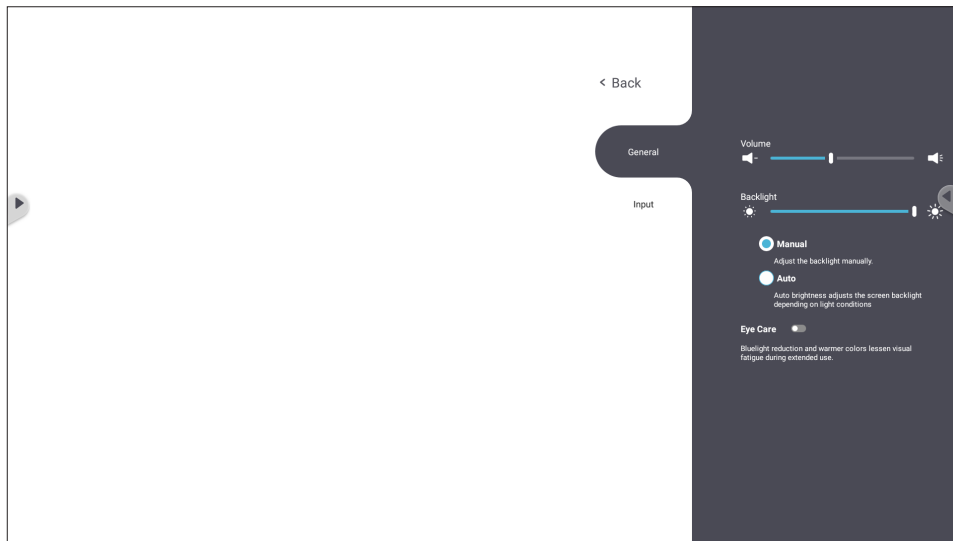 < Back
General
Input
Volume
Backlight
Manual
Adjust the backlight manually.
Auto
Auto brightness adjusts the screen backlight
depending on light conditions
Eye Care
Bluelight reduction and warmer colors lessen visual
fatigue during extended use.